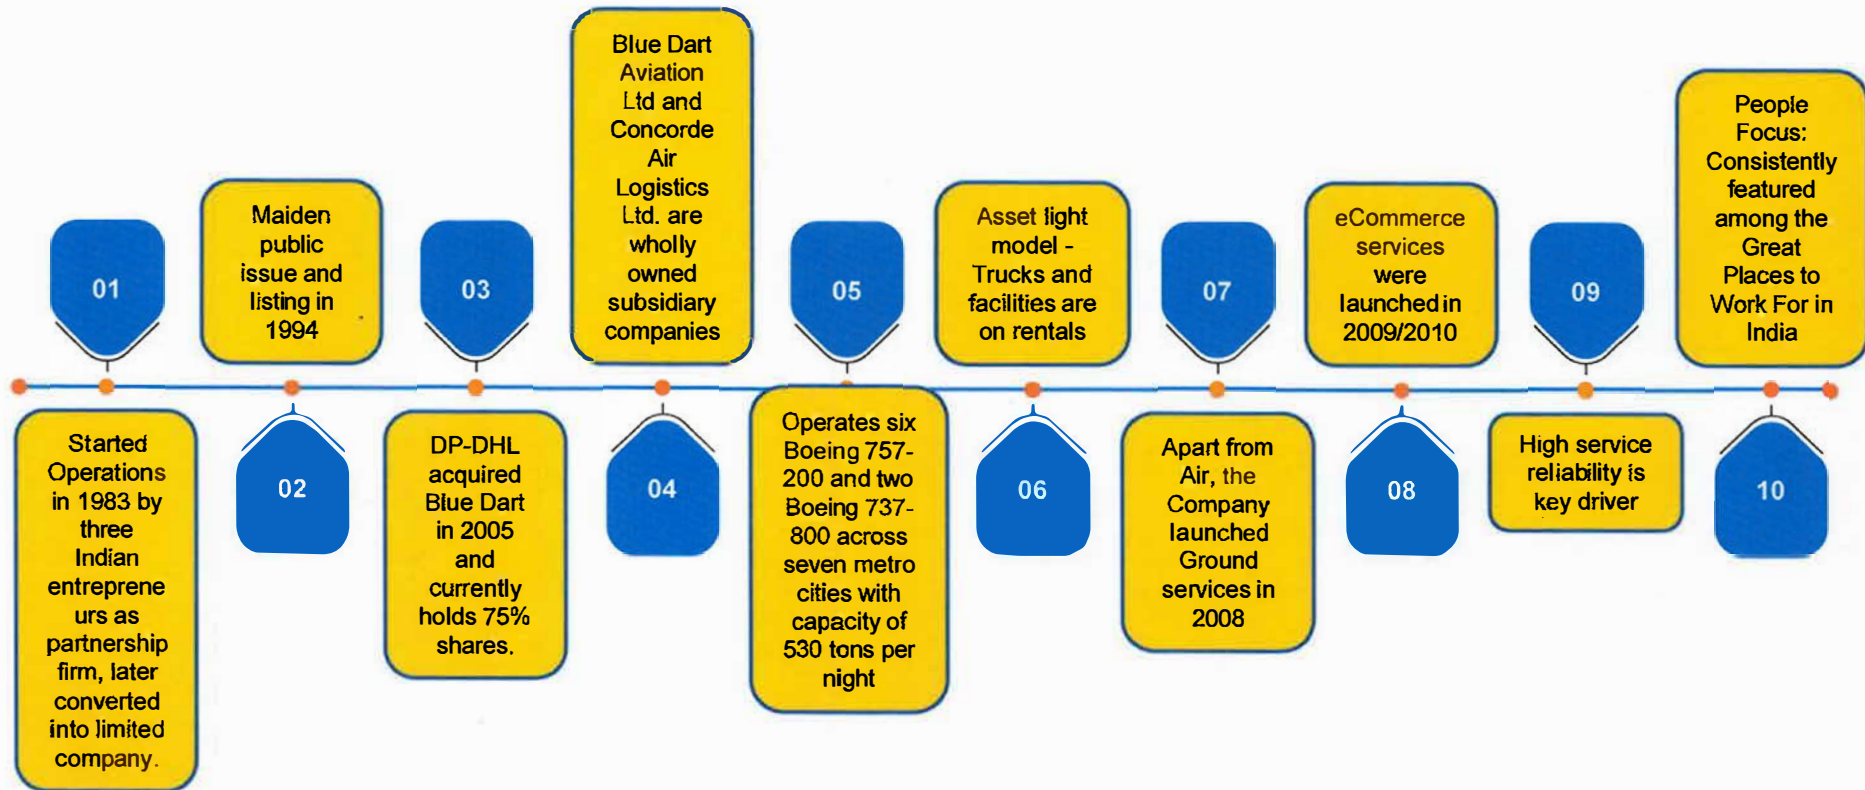 01
Started
Operations
in 1983 by
three
Indian
entreprene
urs as
partnership
firm, later
converted
into limited
company.
Maiden
public
issue and
listing in
1994
02
03
DP-DHL
acquired
Blue Dart
in 2005
and
currently
holds 75%
shares.
Blue Dart
Aviation
Ltd and
Concorde
Air
Logistics
Ltd. are
wholly
owned
subsidiary
companies
04
05
Operates six
Boeing 757-
200 and two
Boeing 737-
800 across
seven metro
cities with
capacity of
530 tons per
night
Asset light
model -
Trucks and
facilities are
on rentals
06
07
Apart from
Air, the
Company
launched
Ground
services in
2008
eCommerce
services
were
launched in
2009/2010
08
09
High service
reliability is
key driver
People
Focus:
Consistently
featured
among the
Great
Places to
Work For in
India
10